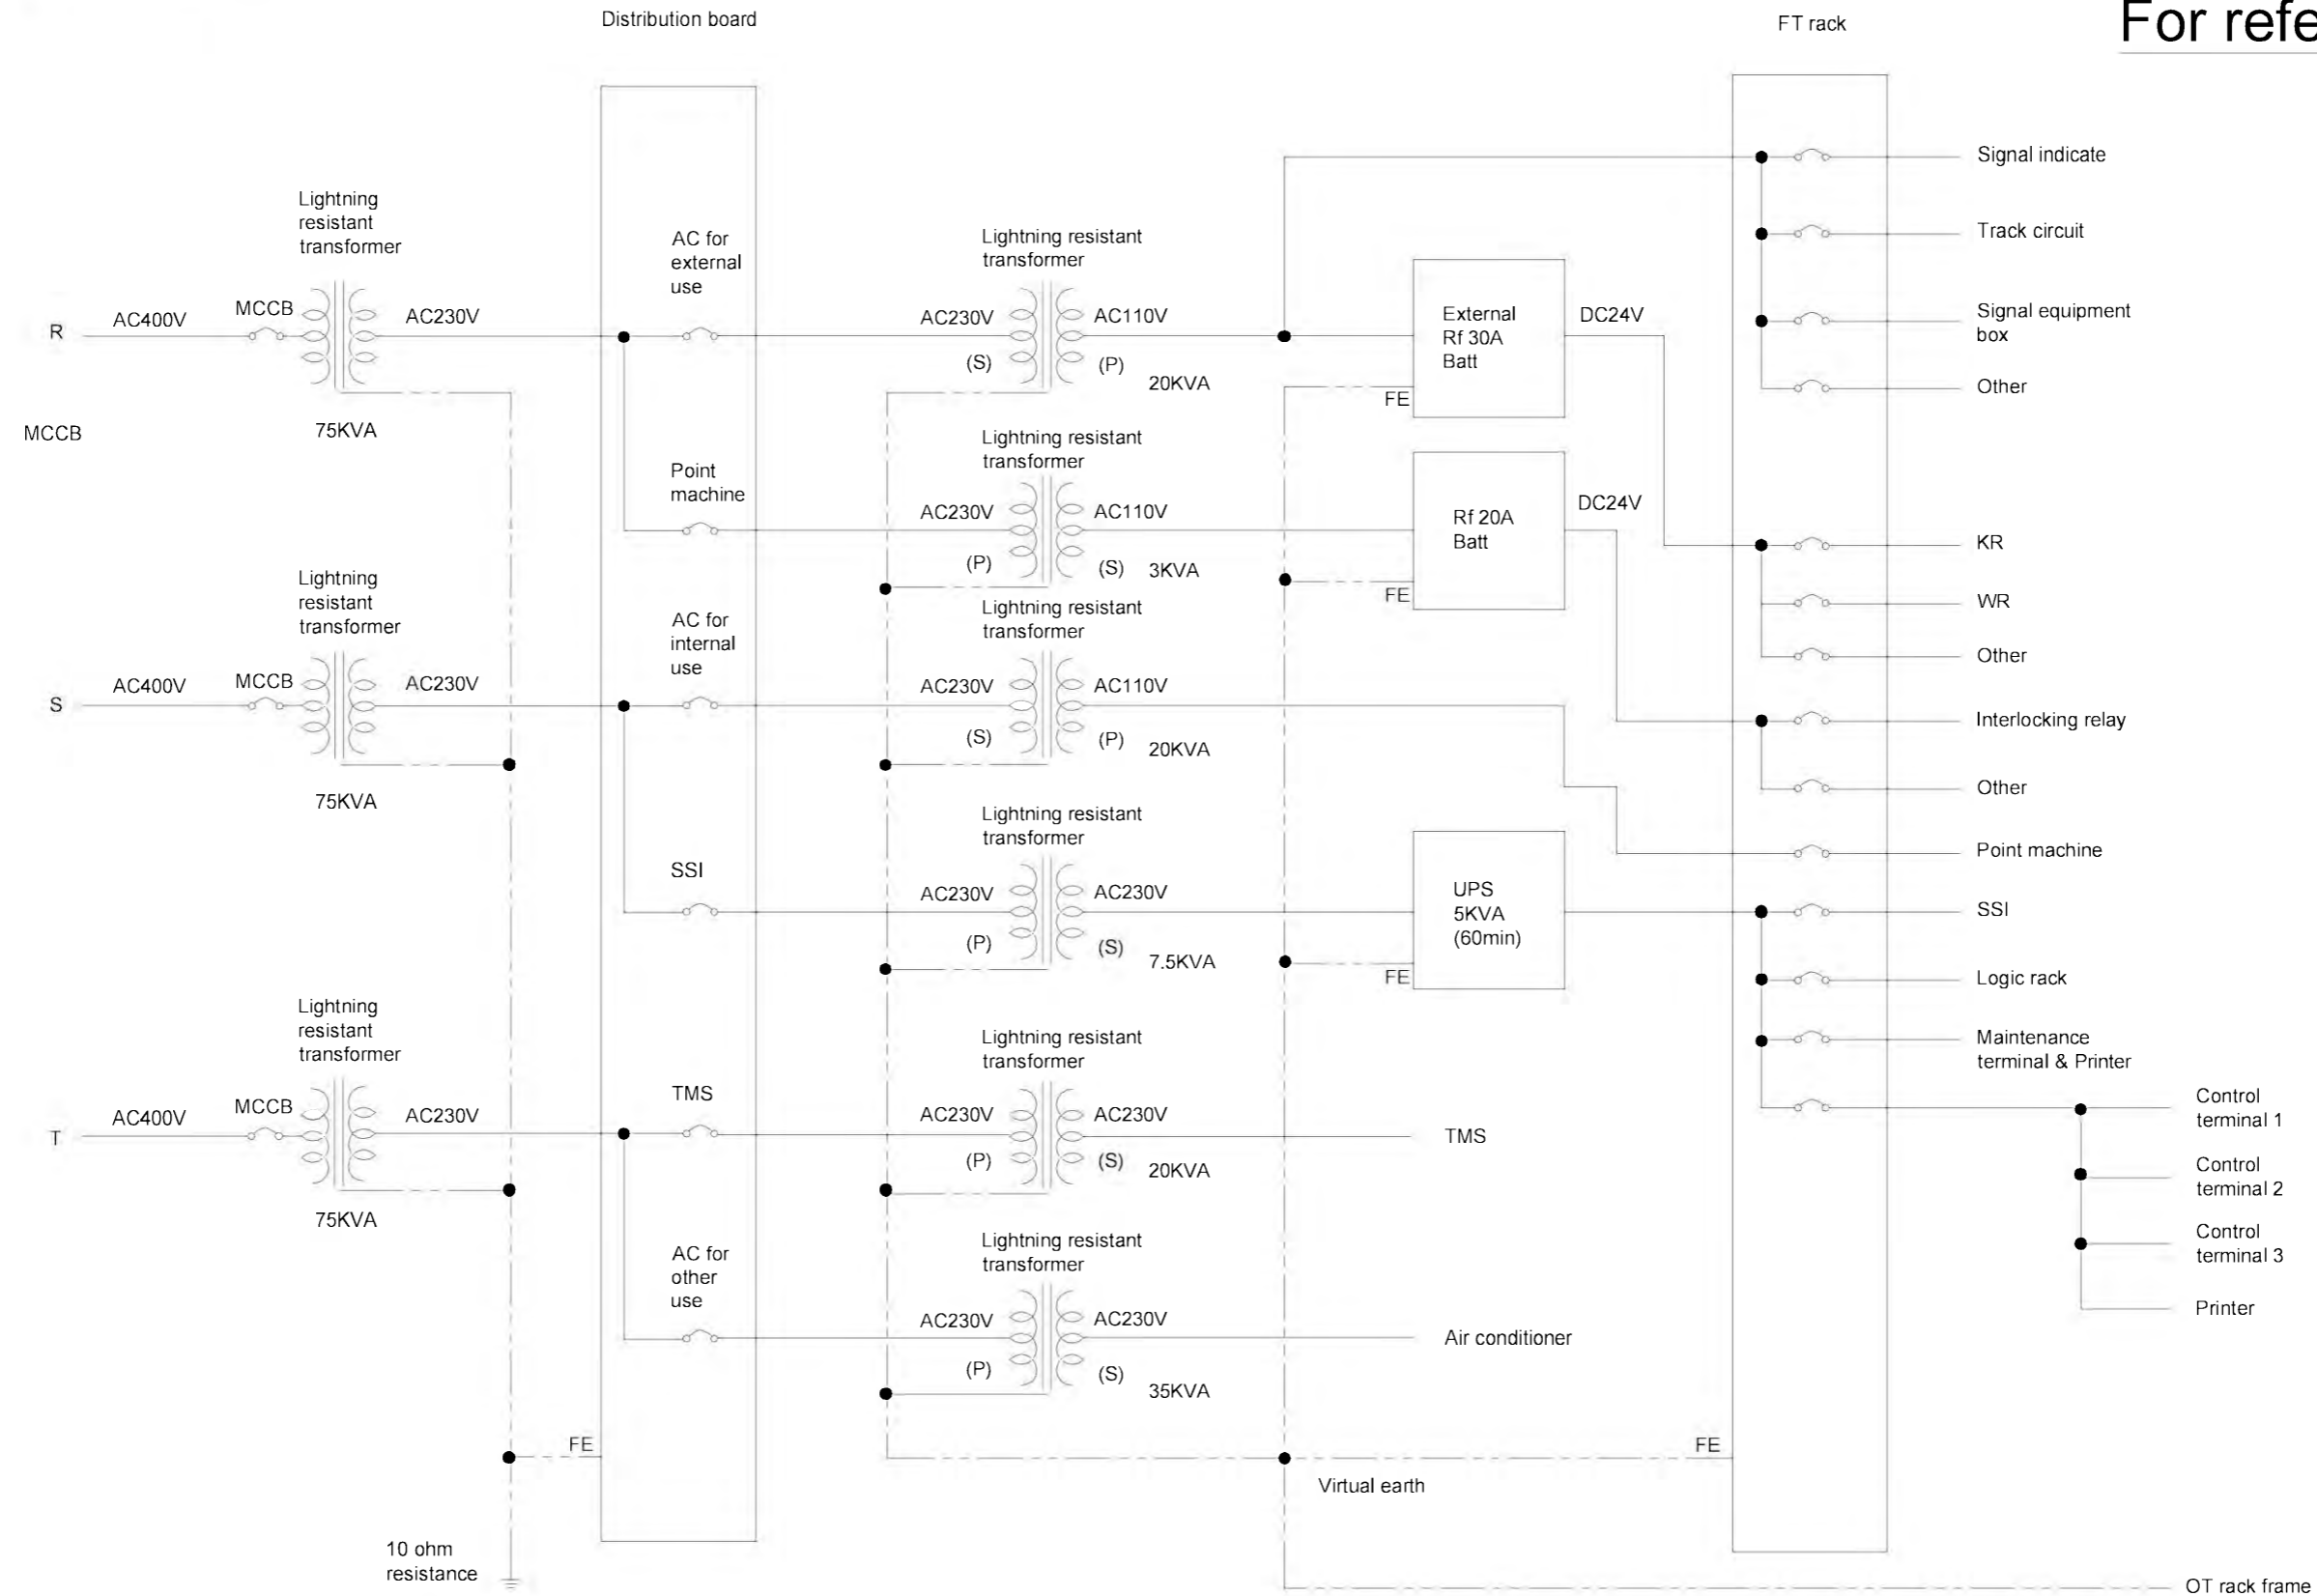 Distribution board
FT rack
For refe
Signal indicate
Lightning
resistant
transformer
AC for
external
use
Lightning resistant
transformer
Track circuit
R
AC400V
MCCB
AC230V
AC230V
AC110V
(S)
(P)
20KVA
External
Rf 30A
Batt
DC24V
FE
Signal equipment
box
Other
MCCB
75KVA
Point
machine
Lightning resistant
transformer
AC230V
AC110V
(P)
(S)
3KVA
Rf 20A
Batt
DC24V
FE
KR
WR
Other
Lightning
resistant
transformer
AC for
internal
use
Lightning resistant
transformer
S
AC400V
MCCB
AC230V
AC230V
AC110V
(S)
(P)
20KVA
Interlocking relay
75KVA
Other
Lightning resistant
transformer
Point machine
SSI
AC230V
AC230V
(P)
(S)
7.5KVA
UPS
5KVA
(60min)
FE
SSI
Logic rack
Lightning
resistant
transformer
Lightning resistant
transformer
Maintenance
terminal & Printer
T
AC400V
MCCB
AC230V
TMS
AC230V
AC230V
(P)
(S)
20KVA
TMS
Control
terminal 1
Control
terminal 2
75KVA
Control
terminal 3
AC for
other
use
Lightning resistant
transformer
AC230V
AC230V
(P)
(S)
35KVA
Air conditioner
Printer
FE
FE
Virtual earth
10 ohm
resistance
OT rack frame